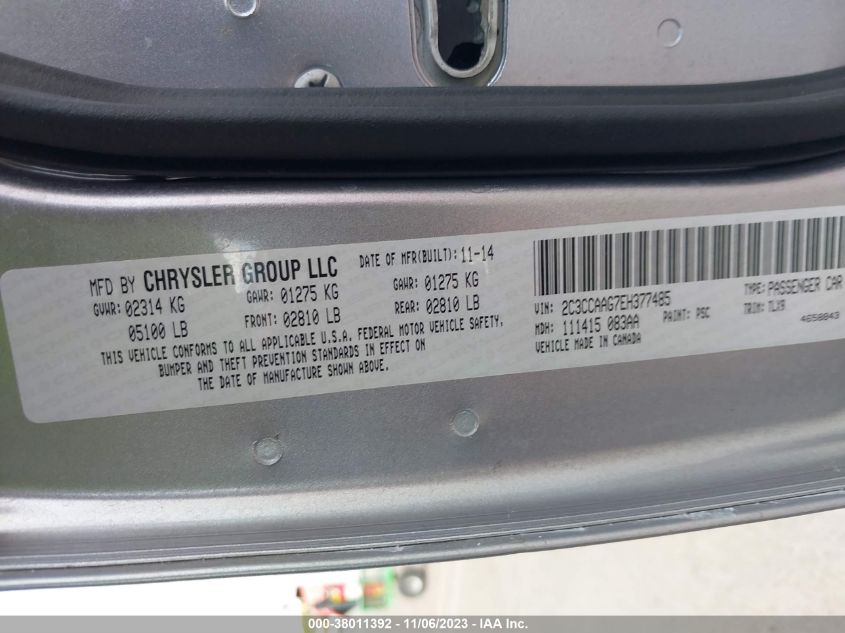 MFD BY CHRYSLER GROUP LLC
DATE OF MFR(BUILT): 11-14
GVWR: 02314 KG
GAWR: 01275 KG
GAWR: 01275 KG
05100 LB
FRONT: 02810 LB
REAR: 02810 LB
THIS VEHICLE CONFORMS TO ALL APPLICABLE U.S.A. FEDERAL MOTOR VEHICLE SAFETY,
BUMPER AND THEFT PREVENTION STANDARDS IN EFFECT ON
THE DATE OF MANUFACTURE SHOWN ABOVE.
VIN: 2C3CCAAG7EH377485
TYPE: PASSENGER CAR
MDH: 111415 083AA
PAINT: PSC
TRIM: TLX9
VEHICLE MADE IN CANADA
4658843
000-38011392 - 11/06/2023 - IAA Inc.